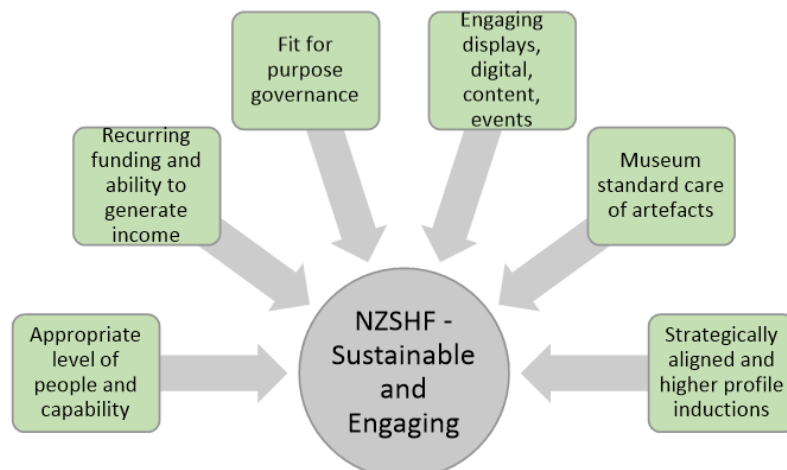 Fit for
purpose
governance
Engaging
displays,
digital,
content,
events
Recurring
funding and
ability to
generate
income
Museum
standard care
of artefacts
Appropriate
level of
people and
capability
NZSHF -
Sustainable
and
Engaging
Strategically
aligned and
higher profile
inductions